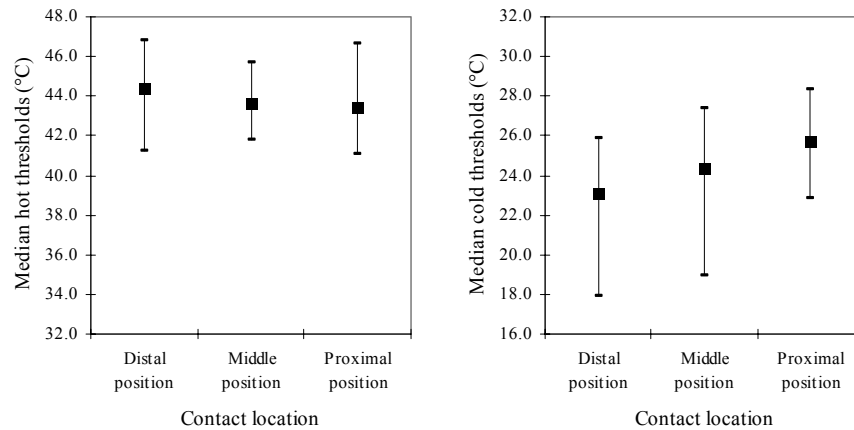 Median hot thresholds (°C)
48.0
46.0
44.0
42.0
40.0
38.0
36.0
34.0
32.0
Distal
position
Middle
position
Proximal
position
Contact location
Median cold thresholds (°C)
32.0
30.0
28.0
26.0
24.0
22.0
20.0
18.0
16.0
Distal
position
Middle
position
Proximal
position
Contact location